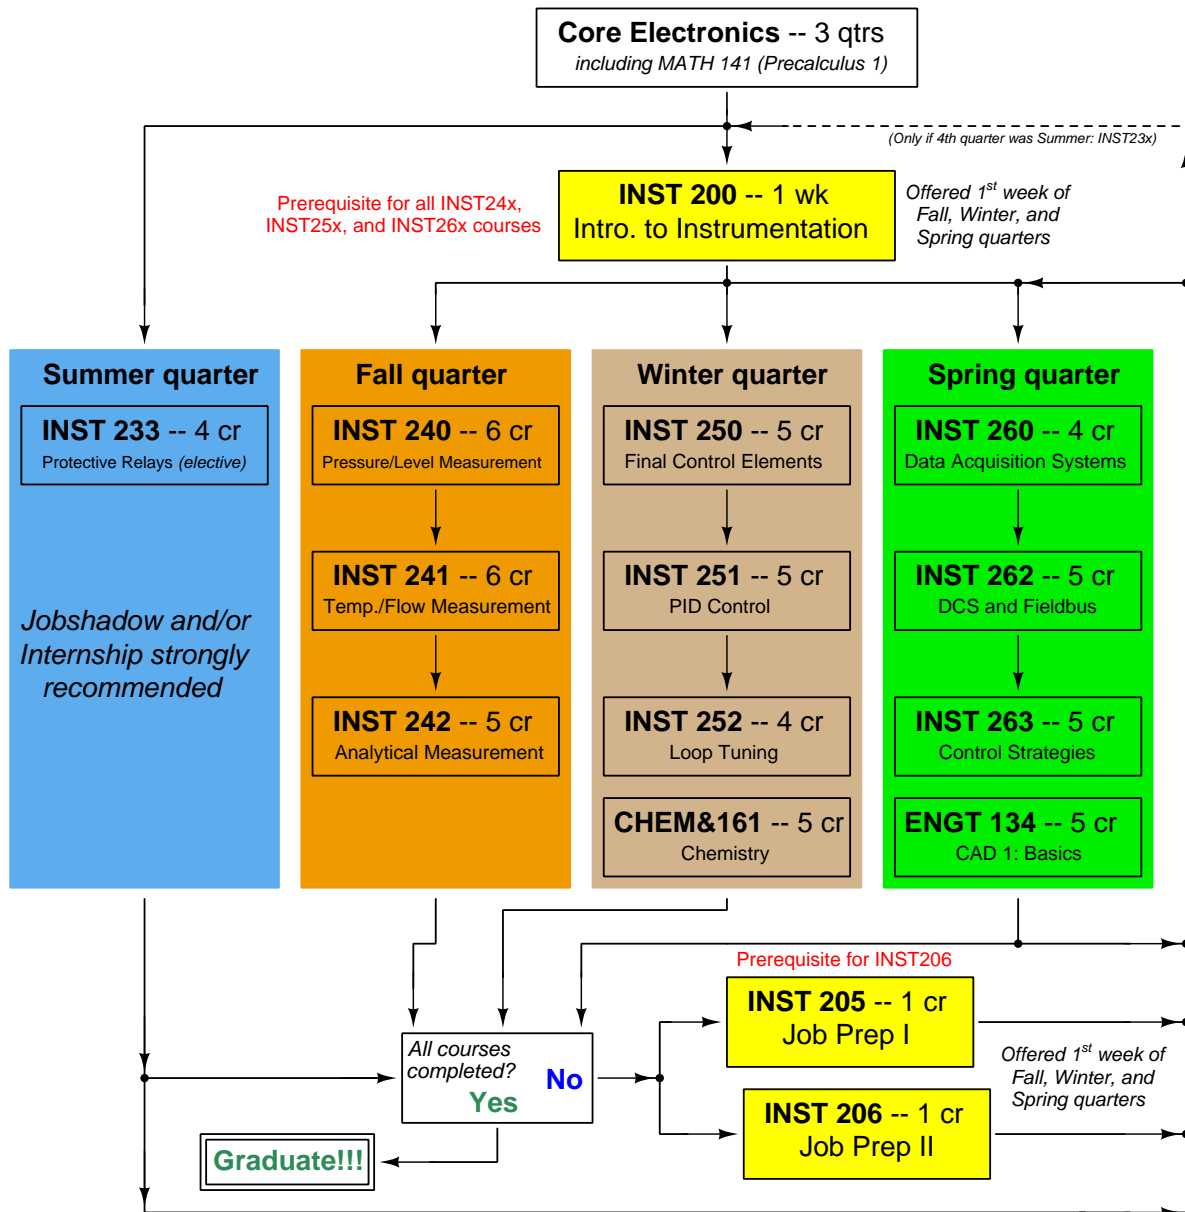 Core Electronics -- 3 qtrs
including MATH 141 (Precalculus 1)
(Only if 4th quarter was Summer: INST23x)
Prerequisite for all INST24x,
INST25x, and INST26x courses
INST 200 -- 1 wk
Intro. to Instrumentation
Offered 1st week of
Fall, Winter, and
Spring quarters
Summer quarter
INST 233 -- 4 cr
Protective Relays (elective)
Jobshadow and/or
Internship strongly
recommended
Fall quarter
INST 240 -- 6 cr
Pressure/Level Measurement
INST 241 -- 6 cr
Temp./Flow Measurement
INST 242 -- 5 cr
Analytical Measurement
Winter quarter
INST 250 -- 5 cr
Final Control Elements
INST 251 -- 5 cr
PID Control
INST 252 -- 4 cr
Loop Tuning
CHEM&161 -- 5 cr
Chemistry
Spring quarter
INST 260 -- 4 cr
Data Acquisition Systems
INST 262 -- 5 cr
DCS and Fieldbus
INST 263 -- 5 cr
Control Strategies
ENGT 134 -- 5 cr
CAD 1: Basics
Prerequisite for INST206
INST 205 -- 1 cr
Job Prep I
All courses
completed?
No
Yes
Offered 1st week of
Fall, Winter, and
Spring quarters
INST 206 -- 1 cr
Job Prep II
Graduate!!!